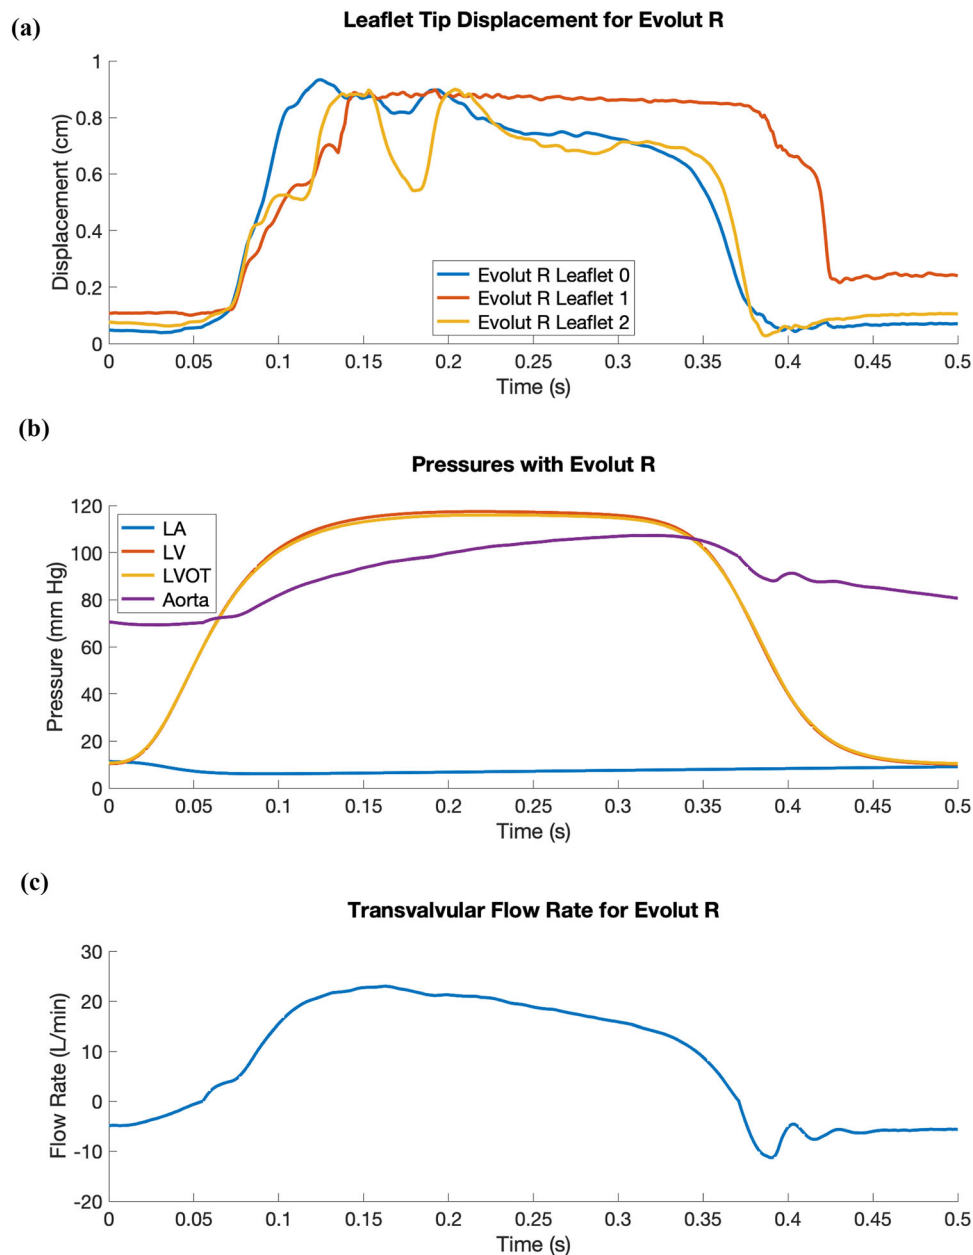 (a)
Leaflet Tip Displacement for Evolut R
1
0.8
0.6
0.4
0.2
0
Displacement (cm)
Evolut R Leaflet 0
Evolut R Leaflet 1
Evolut R Leaflet 2
0 0.05 0.1 0.15 0.2 0.25 0.3 0.35 0.4 0.45 0.5
Time (s)
(b)
Pressures with Evolut R
120
100
80
60
40
20
0
Pressure (mm Hg)
LA
LV
LVOT
Aorta
0 0.05 0.1 0.15 0.2 0.25 0.3 0.35 0.4 0.45 0.5
Time (s)
(c)
Transvalvular Flow Rate for Evolut R
30
20
10
0
-10
-20
Flow Rate (L/min)
0 0.05 0.1 0.15 0.2 0.25 0.3 0.35 0.4 0.45 0.5
Time (s)